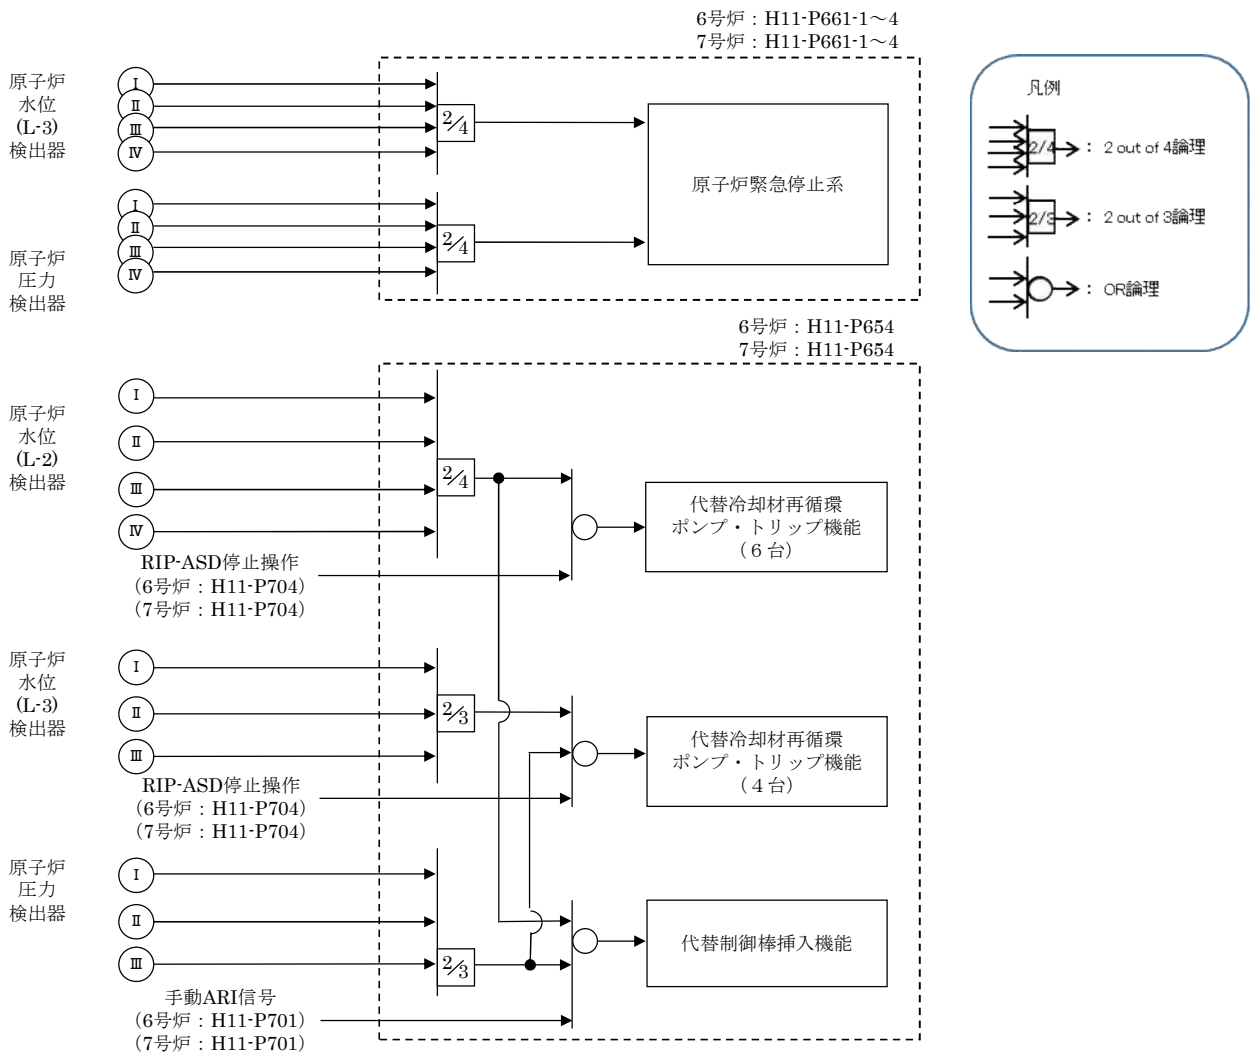 6号炉：H11-P661-1～4
7号炉：H11-P661-1～4
原子炉
水位
(L-3)
検出器
Ⅰ
Ⅱ
Ⅲ
Ⅳ
2/4
原子炉緊急停止系
原子炉
圧力
検出器
Ⅰ
Ⅱ
Ⅲ
Ⅳ
2/4
凡例
2/4
：2 out of 4論理
2/3
：2 out of 3論理
：OR論理
6号炉：H11-P654
7号炉：H11-P654
原子炉
水位
(L-2)
検出器
Ⅰ
Ⅱ
Ⅲ
Ⅳ
2/4
RIP-ASD停止操作
（6号炉：H11-P704）
（7号炉：H11-P704）
代替冷却材再循環
ポンプ・トリップ機能
（６台）
原子炉
水位
(L-3)
検出器
Ⅰ
Ⅱ
Ⅲ
2/3
RIP-ASD停止操作
（6号炉：H11-P704）
（7号炉：H11-P704）
代替冷却材再循環
ポンプ・トリップ機能
（４台）
原子炉
圧力
検出器
Ⅰ
Ⅱ
Ⅲ
2/3
手動ARI信号
（6号炉：H11-P701）
（7号炉：H11-P701）
代替制御棒挿入機能